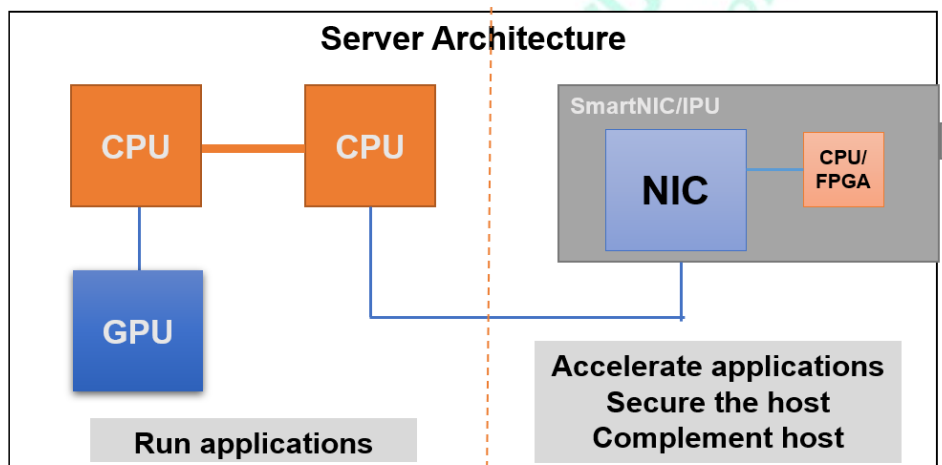 Server Architecture
CPU
CPU
GPU
Run applications
SmartNIC/IPU
NIC
CPU/
FPGA
Accelerate applications
Secure the host
Complement host